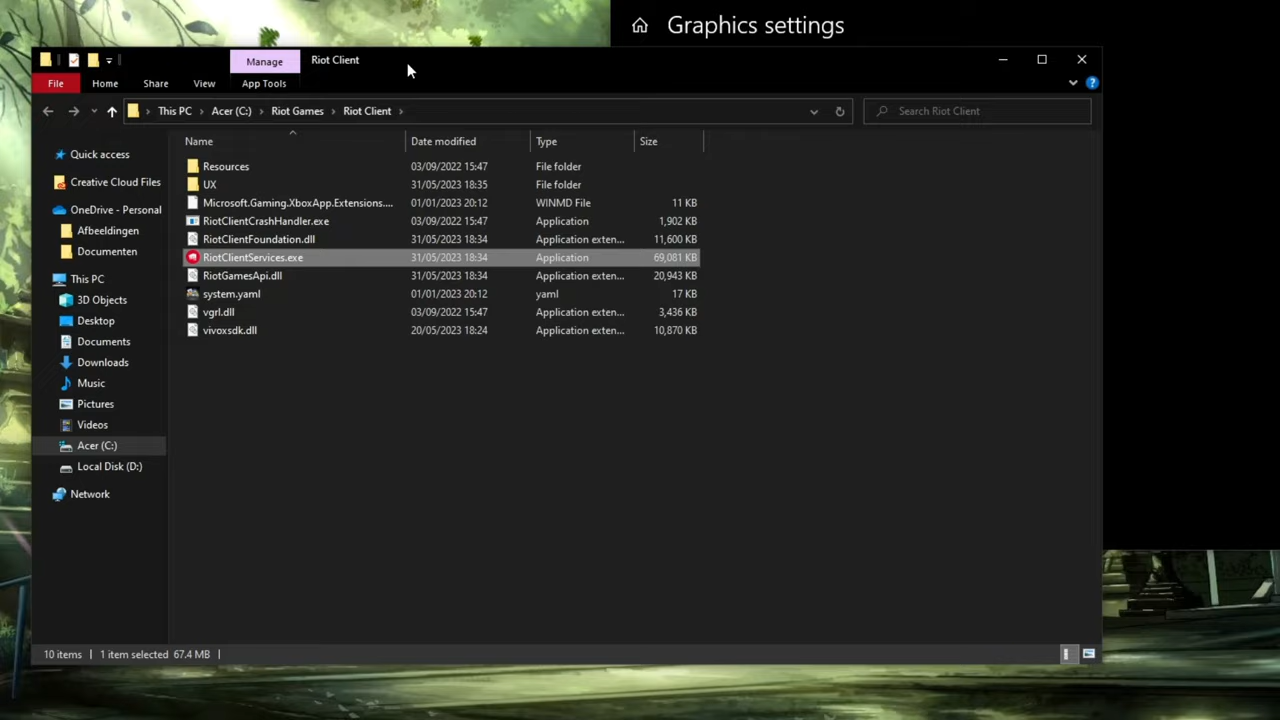 Graphics settings
Manage
Riot Client
File
Home
Share
View
App Tools
This PC > Acer (C:) > Riot Games > Riot Client >
Search Riot Client
Name
Date modified
Type
Size
Resources 03/09/2022 15:47 File folder
UX 31/05/2023 18:35 File folder
Microsoft.Gaming.XboxApp.Extensions.... 01/01/2023 20:12 WINMD File 11 KB
RiotClientCrashHandler.exe 03/09/2022 15:47 Application 1,902 KB
RiotClientFoundation.dll 31/05/2023 18:34 Application exten... 11,600 KB
RiotClientServices.exe 31/05/2023 18:34 Application 69,081 KB
RiotGamesApi.dll 31/05/2023 18:34 Application exten... 20,943 KB
system.yaml 01/01/2023 20:12 yaml 17 KB
vgrl.dll 03/09/2022 15:47 Application exten... 3,436 KB
vivoxsdk.dll 20/05/2023 18:24 Application exten... 10,870 KB
Quick access
Creative Cloud Files
OneDrive - Personal
Afbeeldingen
Documenten
This PC
3D Objects
Desktop
Documents
Downloads
Music
Pictures
Videos
Acer (C:)
Local Disk (D:)
Network
10 items
1 item selected 67.4 MB